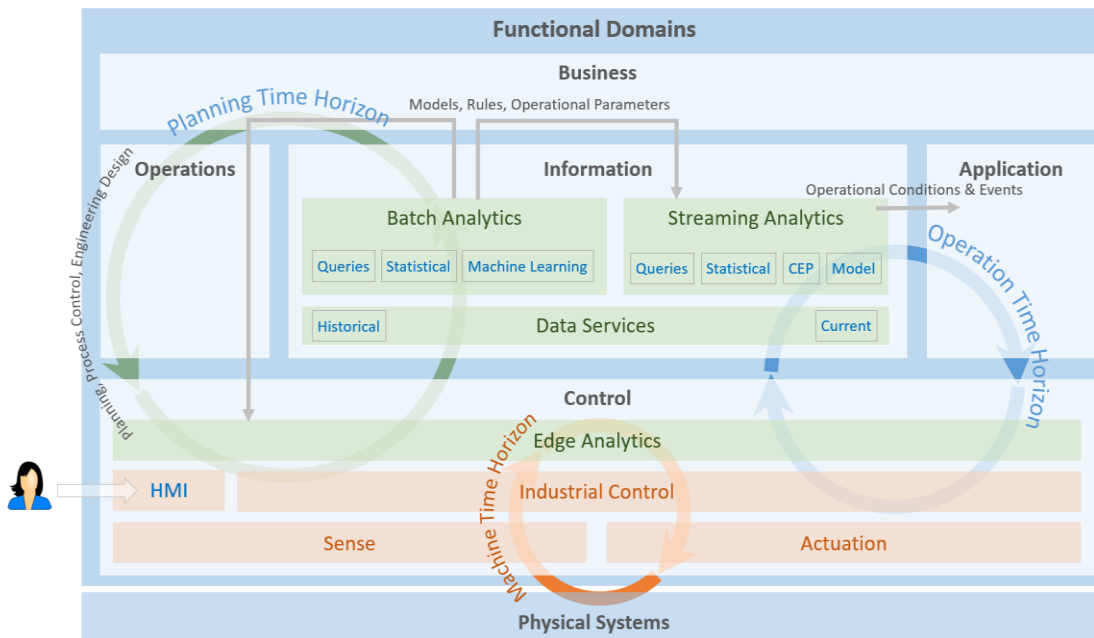 Functional Domains
Business
Planning Time Horizon
Models, Rules, Operational Parameters
Operations
Information
Application
Operational Conditions & Events
Planning, Process Control, Engineering Design
Batch Analytics
Streaming Analytics
Operation Time Horizon
Queries
Statistical
Machine Learning
Queries
Statistical
CEP
Model
Historical
Data Services
Current
Control
Edge Analytics
Machine Time Horizon
HMI
Industrial Control
Sense
Actuation
Physical Systems